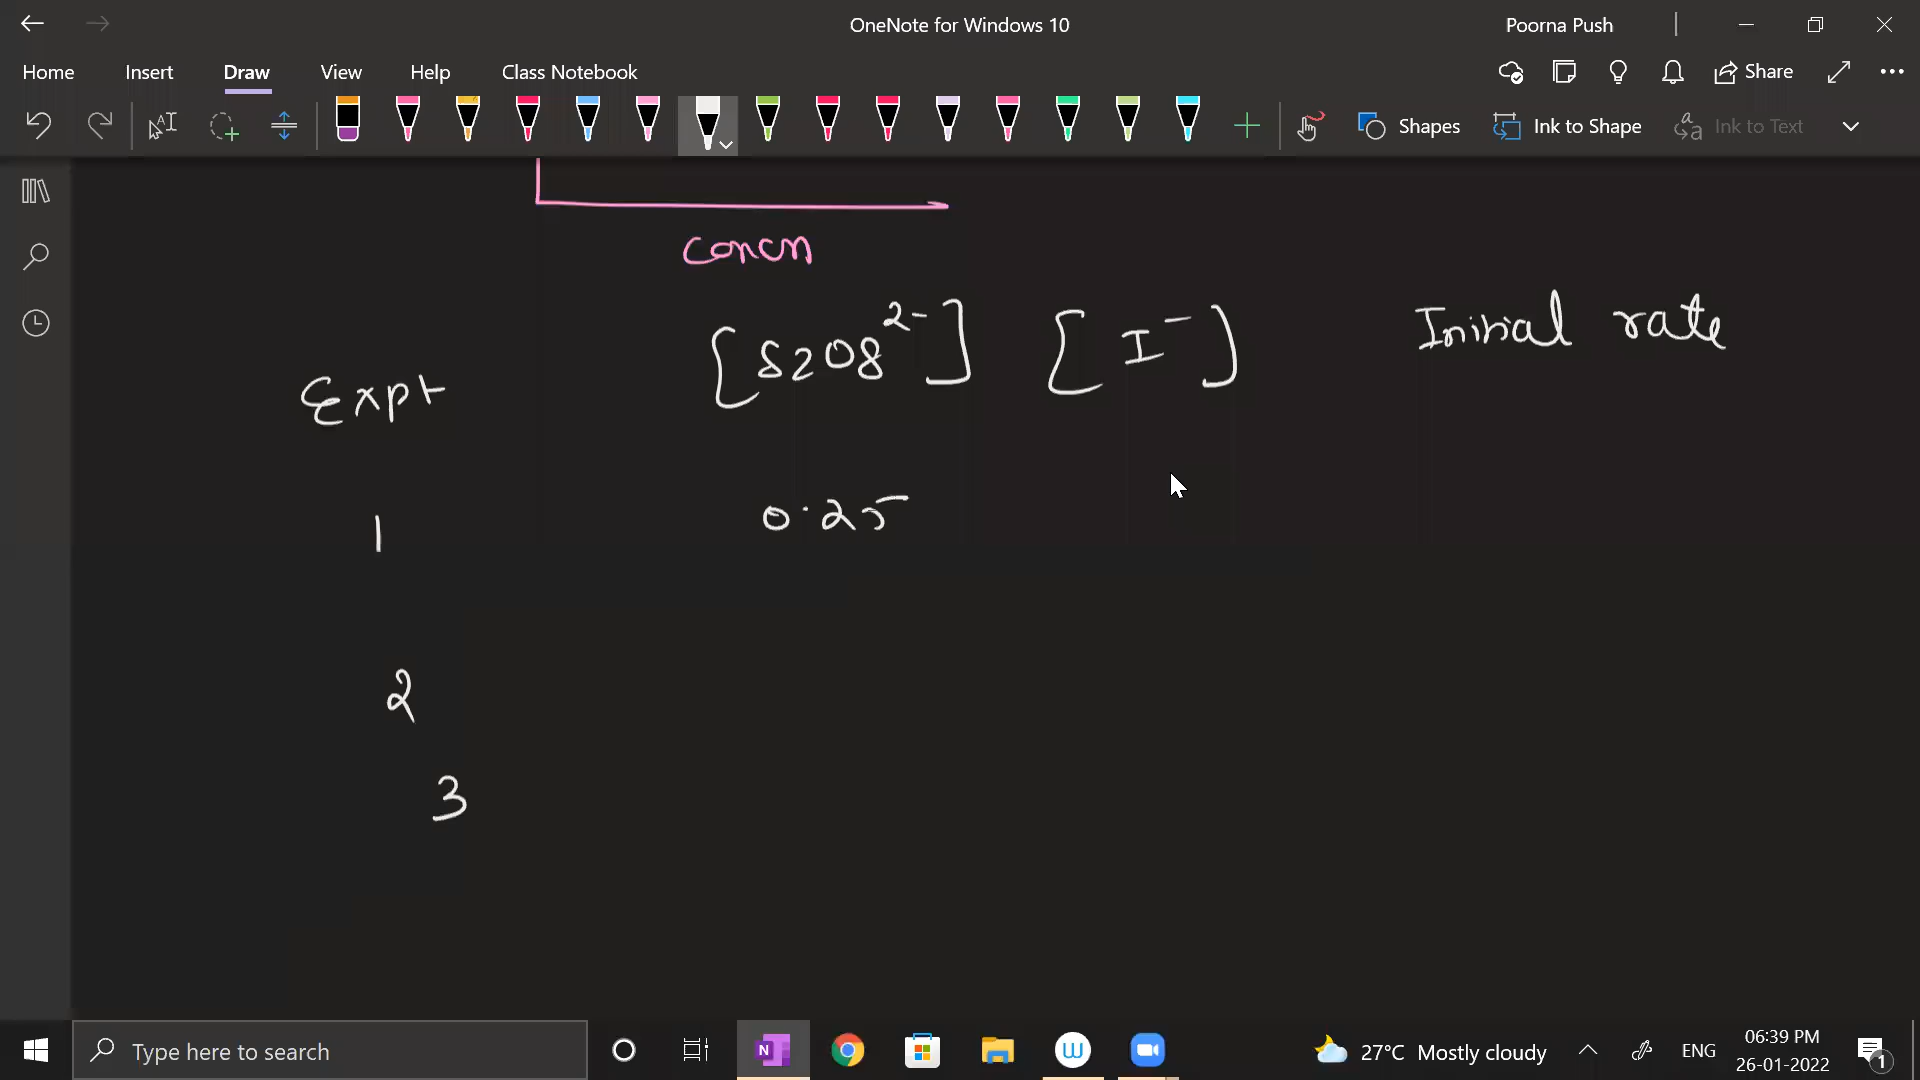 OneNote for Windows 10
Poorna Push
Home Insert Draw View Help Class Notebook
Share
Shapes Ink to Shape Ink to Text
Concn
[S2O8 2-] [I-] Initial rate
Expt
1 0.25
2
3
Type here to search
27°C Mostly cloudy
ENG
06:39 PM
26-01-2022
1